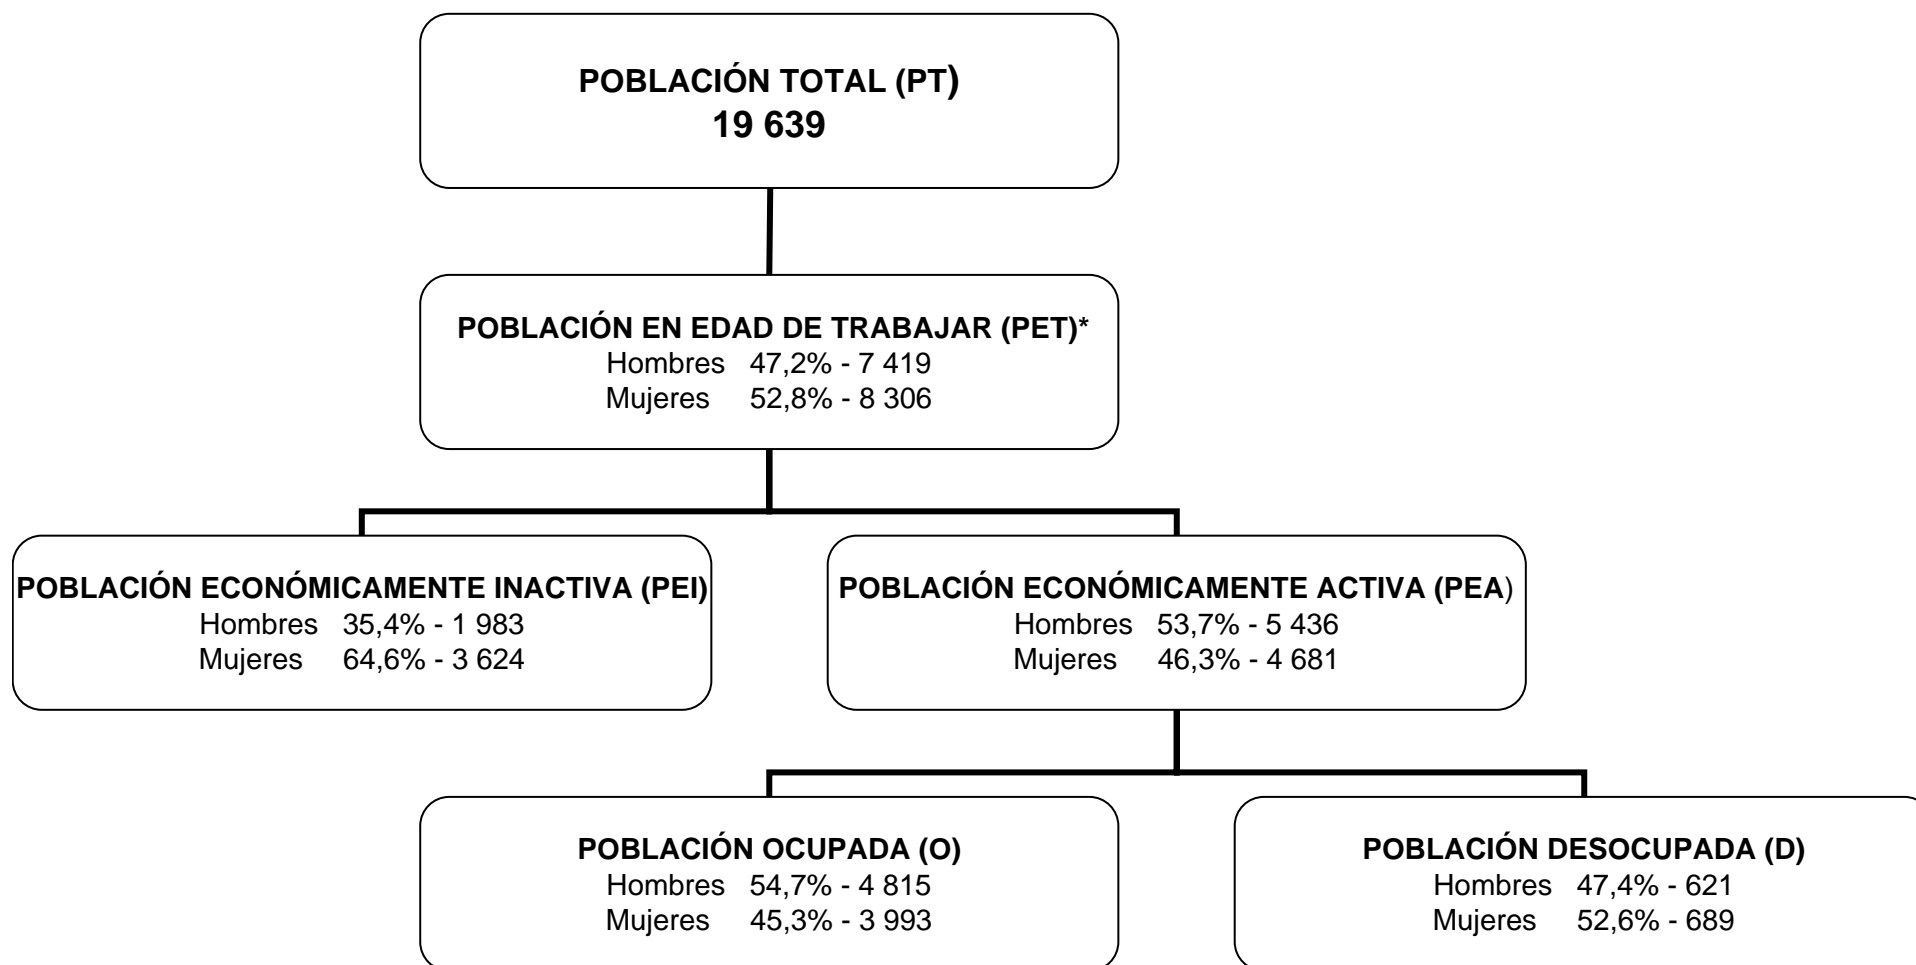 POBLACIÓN TOTAL (PT)
19 639
POBLACIÓN EN EDAD DE TRABAJAR (PET)*
Hombres 47,2% - 7 419
Mujeres 52,8% - 8 306
POBLACIÓN ECONÓMICAMENTE INACTIVA (PEI)
Hombres 35,4% - 1 983
Mujeres 64,6% - 3 624
POBLACIÓN ECONÓMICAMENTE ACTIVA (PEA)
Hombres 53,7% - 5 436
Mujeres 46,3% - 4 681
POBLACIÓN OCUPADA (O)
Hombres 54,7% - 4 815
Mujeres 45,3% - 3 993
POBLACIÓN DESOCUPADA (D)
Hombres 47,4% - 621
Mujeres 52,6% - 689